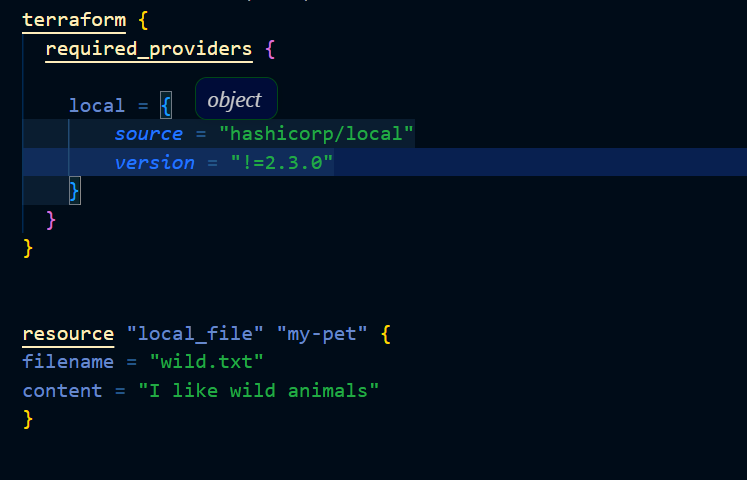 terraform {
required_providers {
local = { object
source = "hashicorp/local"
version = "!=2.3.0"
}
}
}
resource "local_file" "my-pet" {
filename = "wild.txt"
content = "I like wild animals"
}